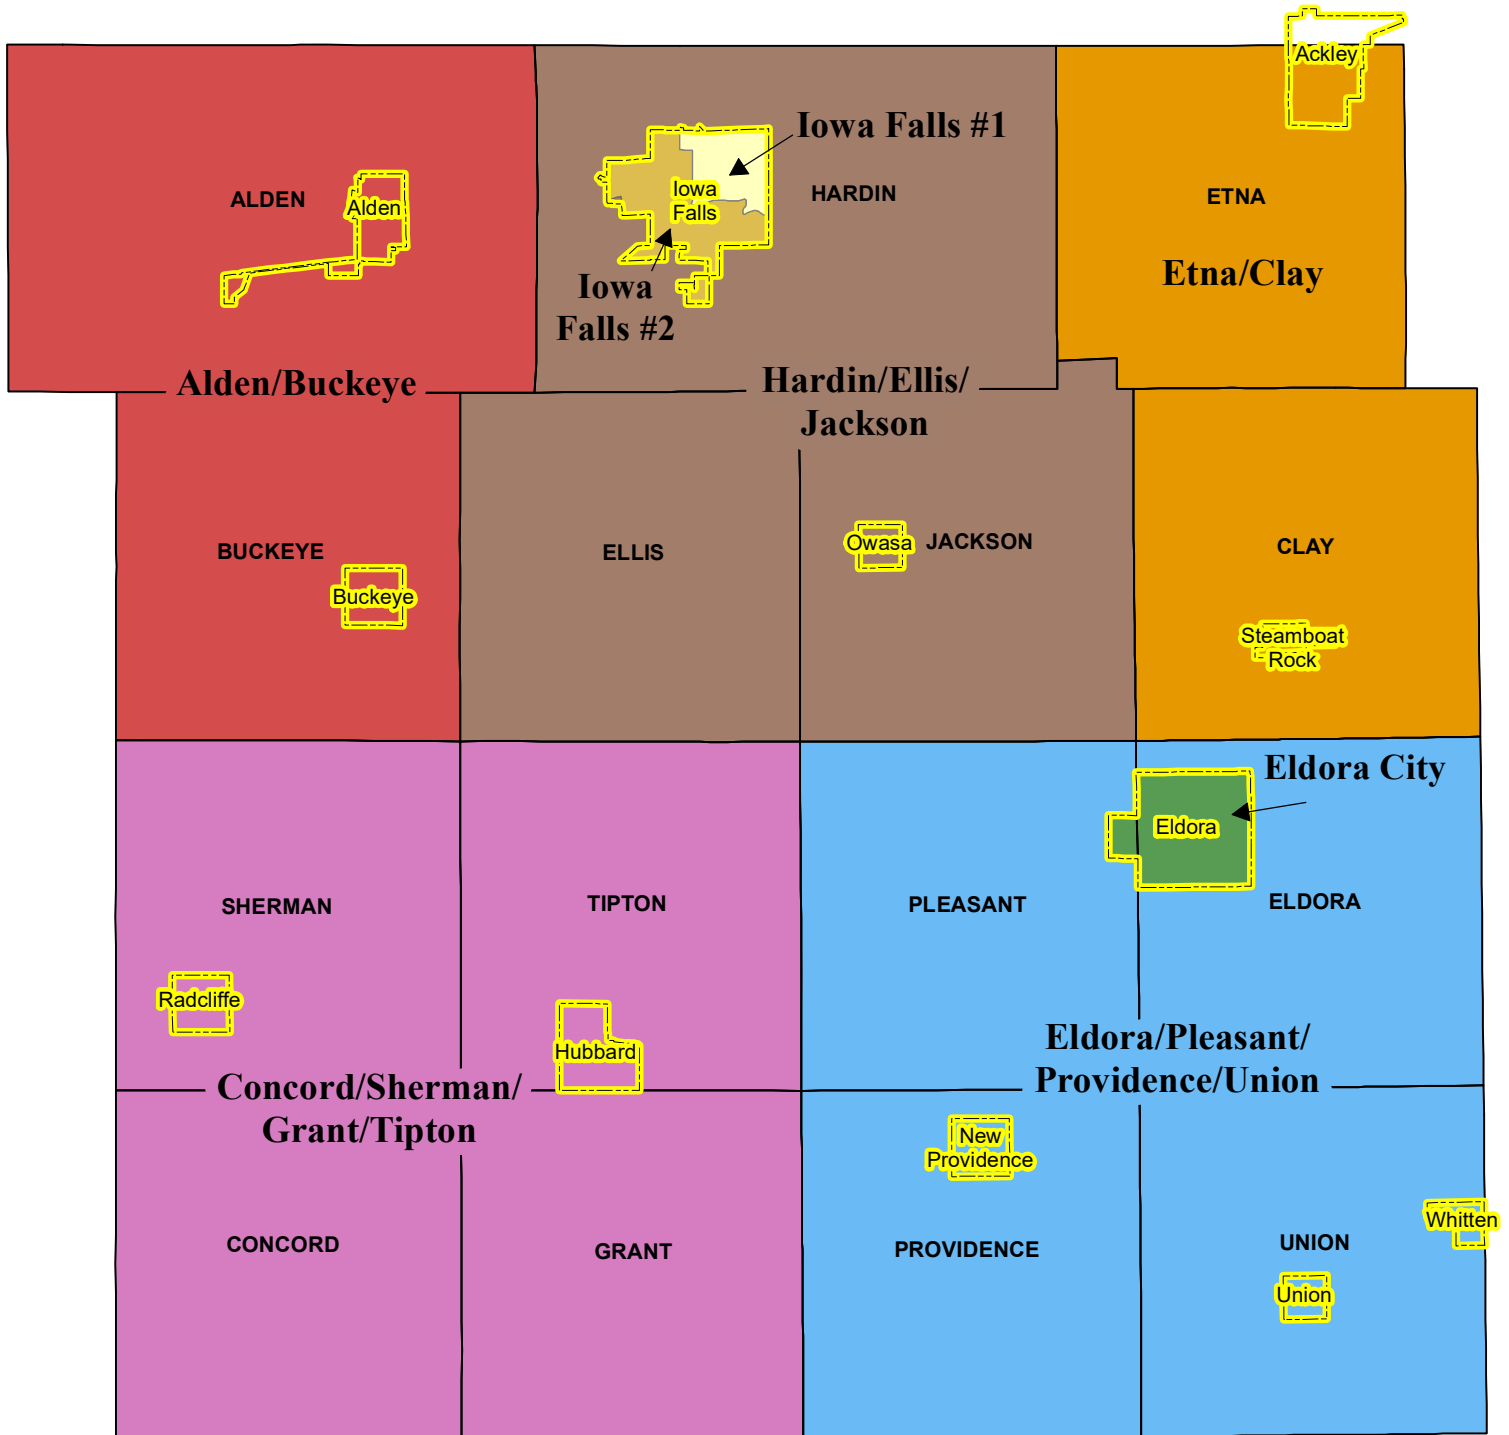 Ackley
Iowa Falls #1
ALDEN
Alden
Iowa
Falls
HARDIN
ETNA
Etna/Clay
Iowa
Falls #2
Alden/Buckeye
Hardin/Ellis/
Jackson
BUCKEYE
Buckeye
ELLIS
Owasa
JACKSON
CLAY
Steamboat
Rock
Eldora City
Eldora
SHERMAN
TIPTON
PLEASANT
ELDORA
Radcliffe
Hubbard
Eldora/Pleasant/
Providence/Union
Concord/Sherman/
Grant/Tipton
New
Providence
Whitten
CONCORD
GRANT
PROVIDENCE
UNION
Union